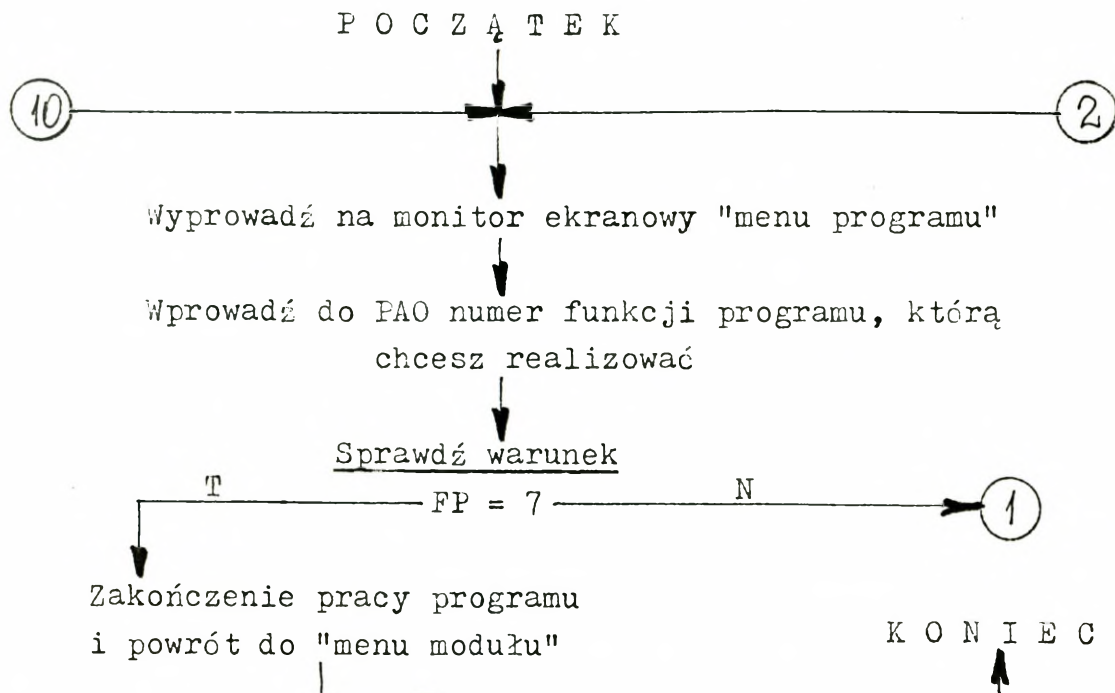 P O C Z Ą T E K
10
2
Wyprowadź na monitor ekranowy "menu programu"
Wprowadź do PAO numer funkcji programu, którą
chcesz realizować
Sprawdź warunek
T
FP = 7
N
1
Zakończenie pracy programu
i powrót do "menu modułu"
K O N I E C